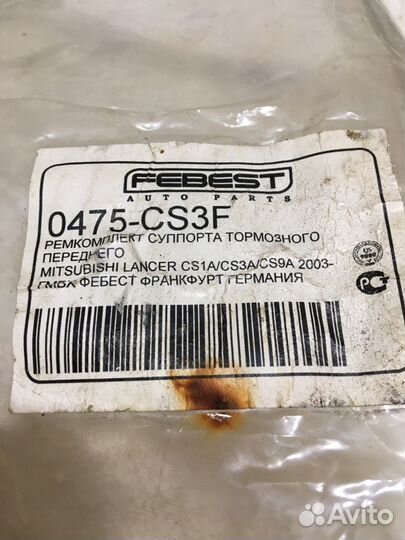 FEBEST
AUTO PARTS
0475-CS3F
РЕМКОМПЛЕКТ СУППОРТА ТОРМОЗНОГО
ПЕРЕДНЕГО
MITSUBISHI LANCER CS1A/CS3A/CS9A 2003-
ГМБХ ФЕБЕСТ ФРАНКФУРТ ГЕРМАНИЯ
Avito